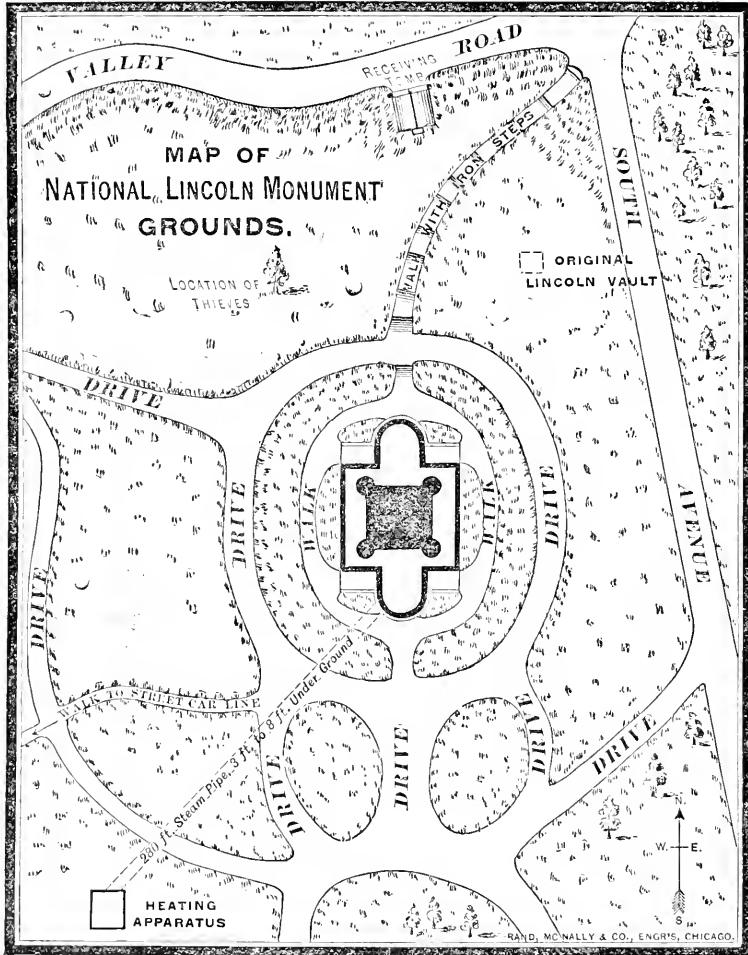 VALLEY ROAD
RECEIVING
TOMB
MAP OF
NATIONAL LINCOLN MONUMENT
GROUNDS.
WALK WITH IRON STEPS
SOUTH AVENUE
ORIGINAL
LINCOLN VAULT
LOCATION OF
THIEVES
DRIVE
DRIVE
WALK
WALK
DRIVE
DRIVE
WALK TO STREET CAR LINE
280 ft. Steam Pipe, 3 ft. to 8 ft. Under Ground
DRIVE
DRIVE
DRIVE
DRIVE
HEATING
APPARATUS
N.
W. E.
S
RAND, MCNALLY & CO., ENGR'S, CHICAGO.